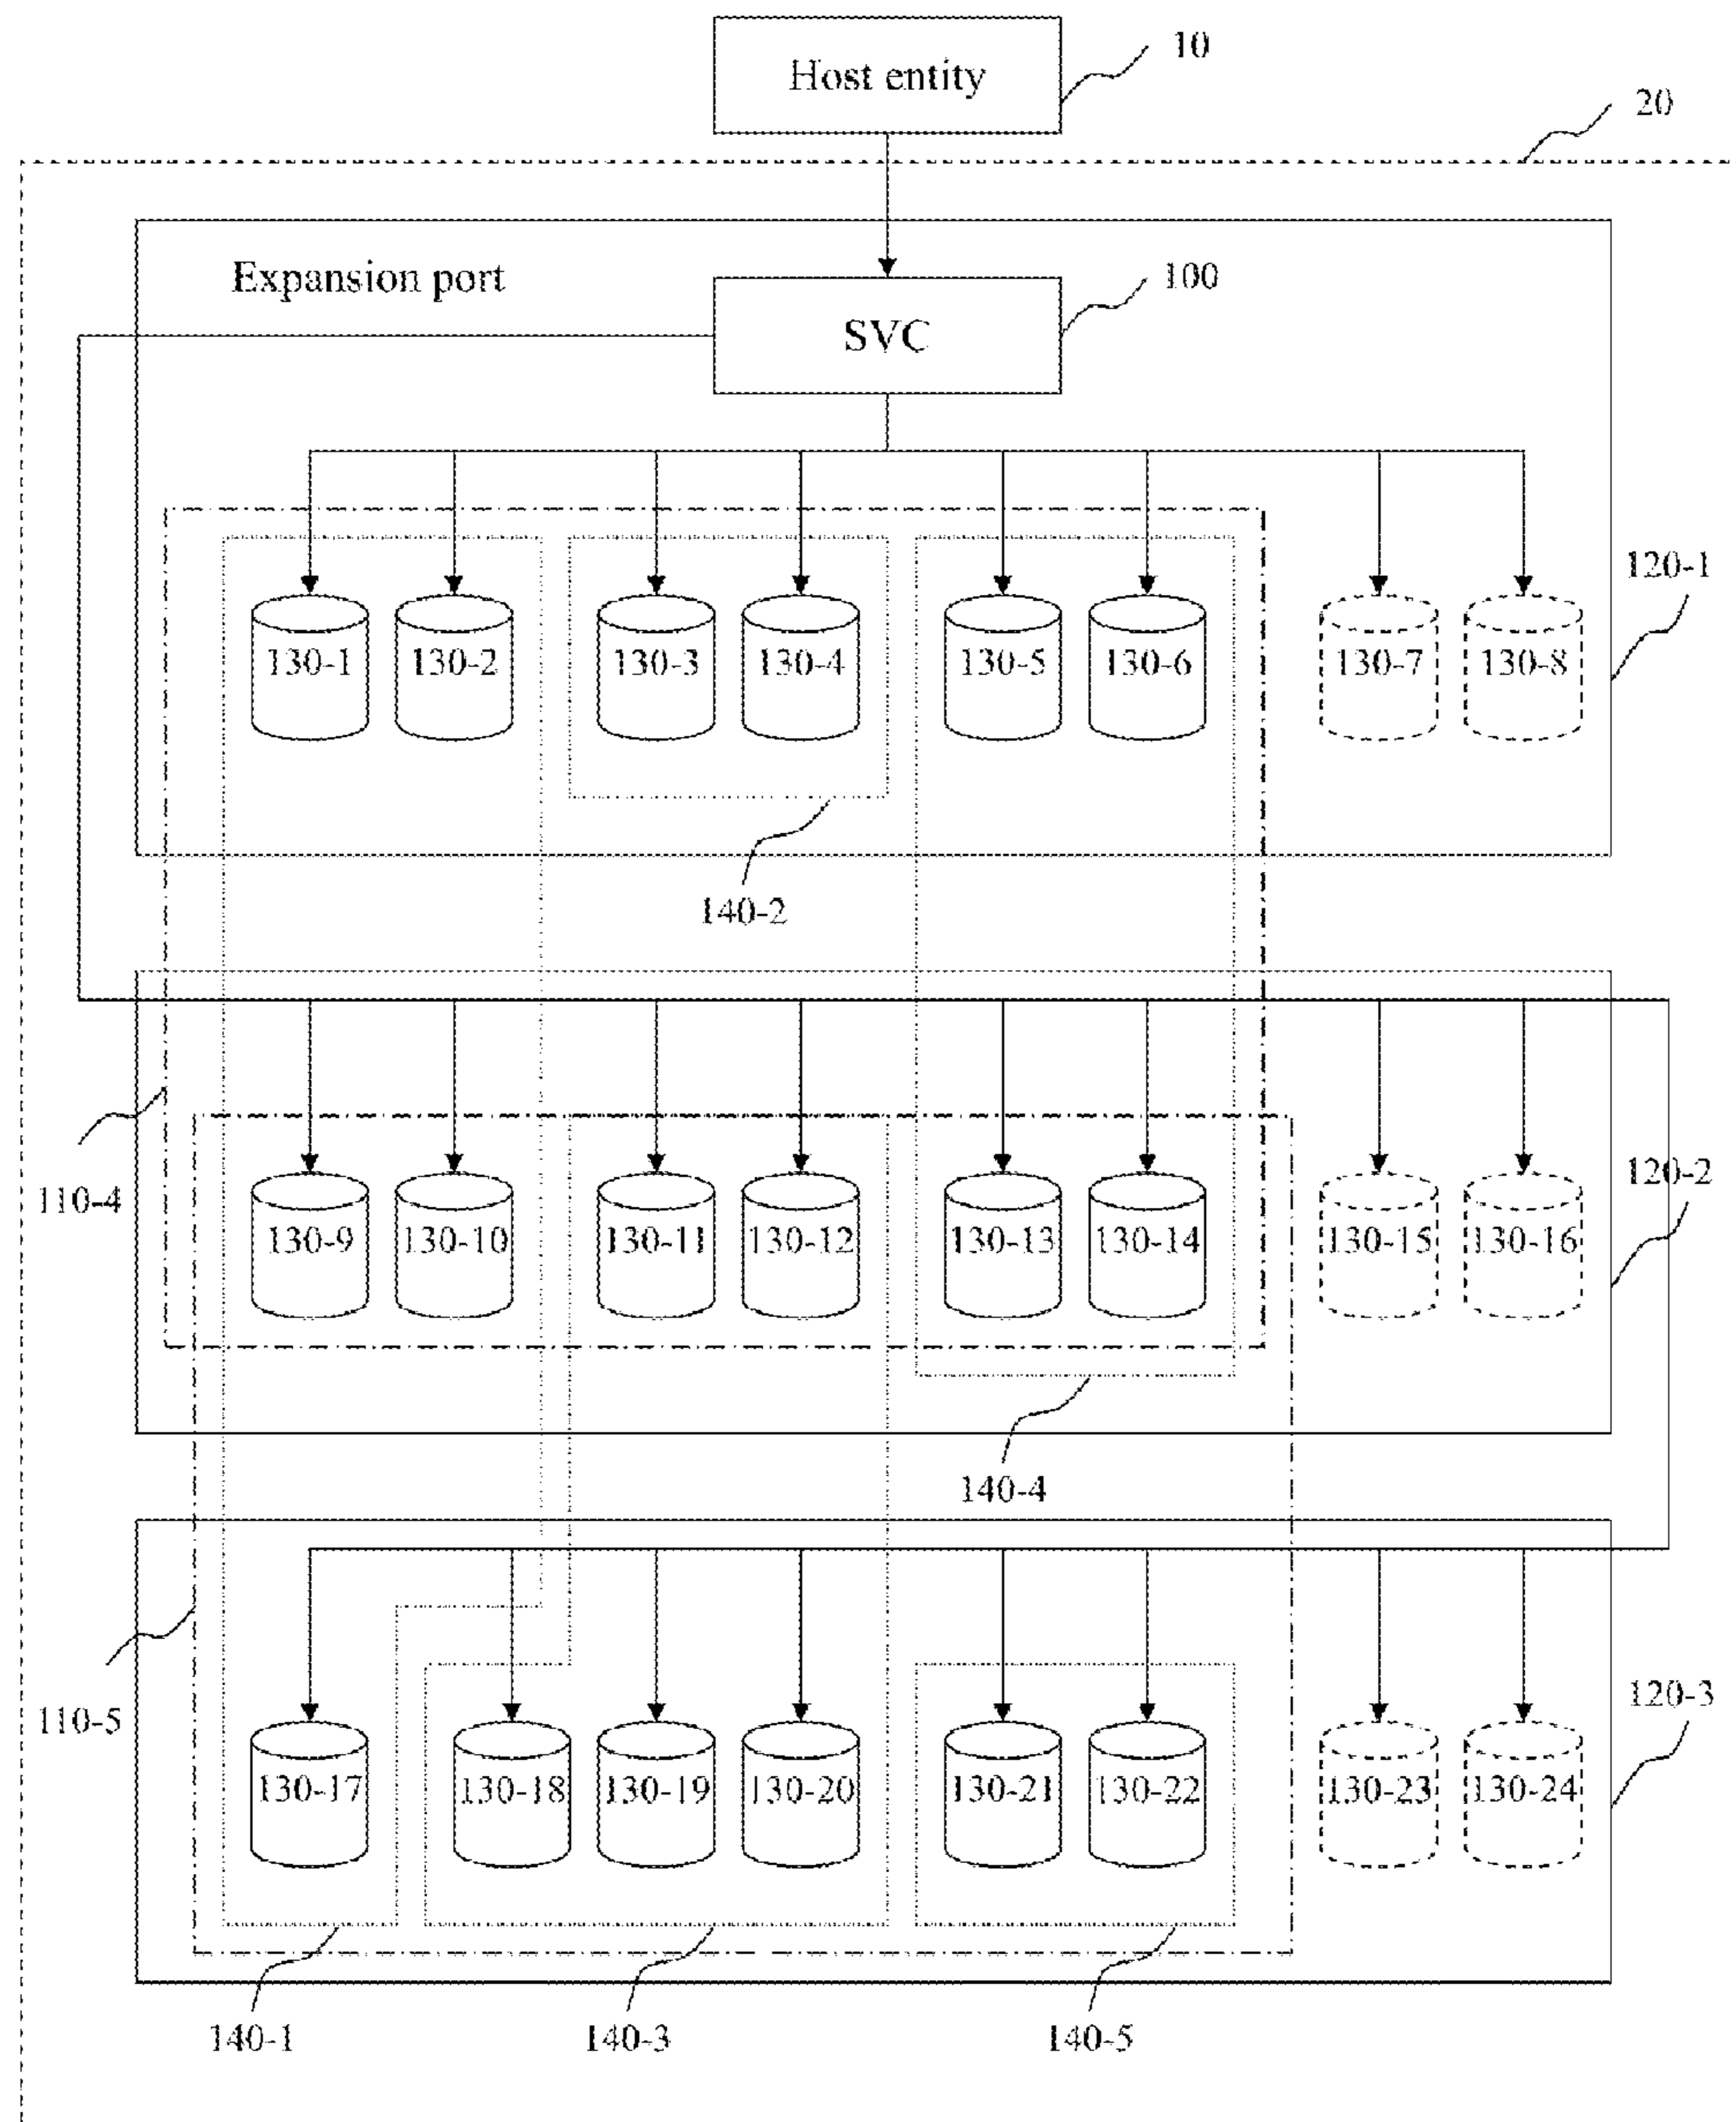 Host entity
10
20
Expansion port
100
SVC
120-1
130-1 130-2 130-3 130-4 130-5 130-6 130-7 130-8
140-2
120-2
110-4
130-9 130-10 130-11 130-12 130-13 130-14 130-15 130-16
140-4
110-5
120-3
130-17 130-18 130-19 130-20 130-21 130-22 130-23 130-24
140-1 140-3 140-5